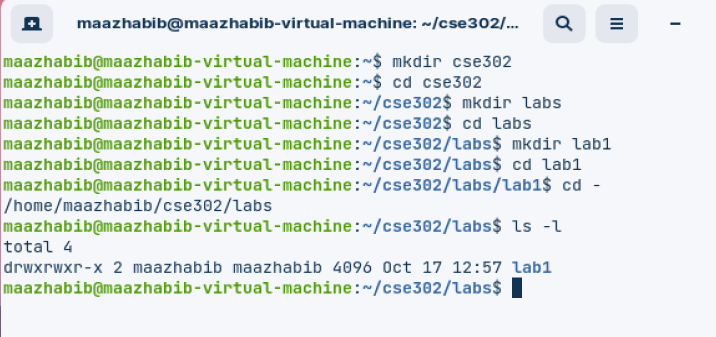 maazhabib@maazhabib-virtual-machine: ~/cse302/...
maazhabib@maazhabib-virtual-machine:~$ mkdir cse302
maazhabib@maazhabib-virtual-machine:~$ cd cse302
maazhabib@maazhabib-virtual-machine:~/cse302$ mkdir labs
maazhabib@maazhabib-virtual-machine:~/cse302$ cd labs
maazhabib@maazhabib-virtual-machine:~/cse302/labs$ mkdir lab1
maazhabib@maazhabib-virtual-machine:~/cse302/labs$ cd lab1
maazhabib@maazhabib-virtual-machine:~/cse302/labs/lab1$ cd -
/home/maazhabib/cse302/labs
maazhabib@maazhabib-virtual-machine:~/cse302/labs$ ls -l
total 4
drwxrwxr-x 2 maazhabib maazhabib 4096 Oct 17 12:57 lab1
maazhabib@maazhabib-virtual-machine:~/cse302/labs$